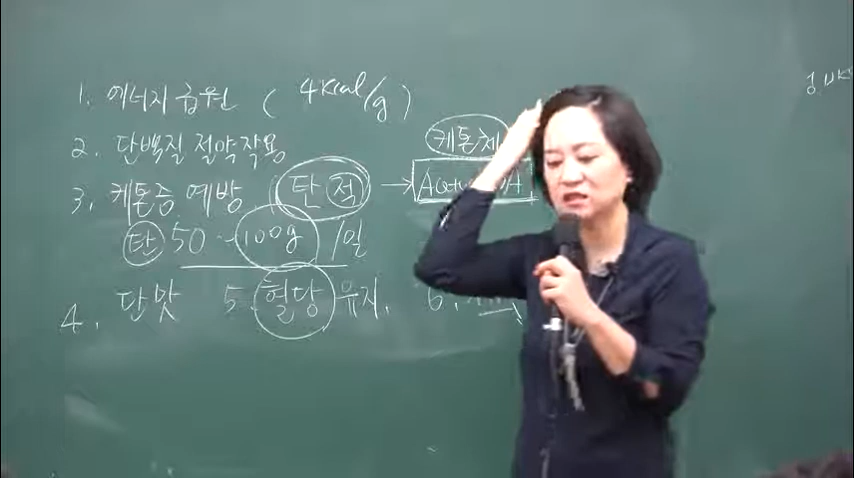 1. 에너지 급원 ( 4kcal/g )
2. 단백질 절약작용
케톤체
3. 케톤증 예방 ( 탄 적 →
탄 50~100g /일
4. 단맛 5. 혈당 유지. 6.